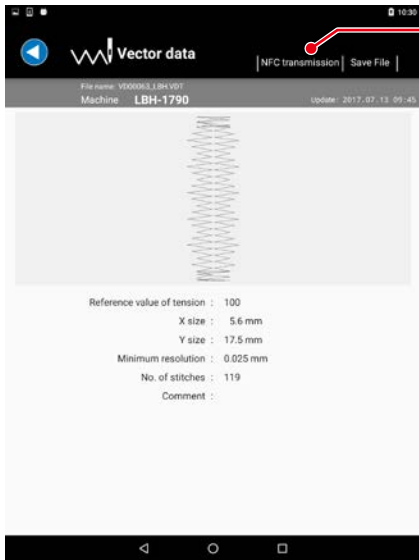 10:30
Vector data
NFC transmission Save File
File name: VD00063_LBH.VDT
Machine LBH-1790 Update: 2017.07.13 09:45
Reference value of tension : 100
X size : 5.6 mm
Y size : 17.5 mm
Minimum resolution : 0.025 mm
No. of stitches : 119
Comment :